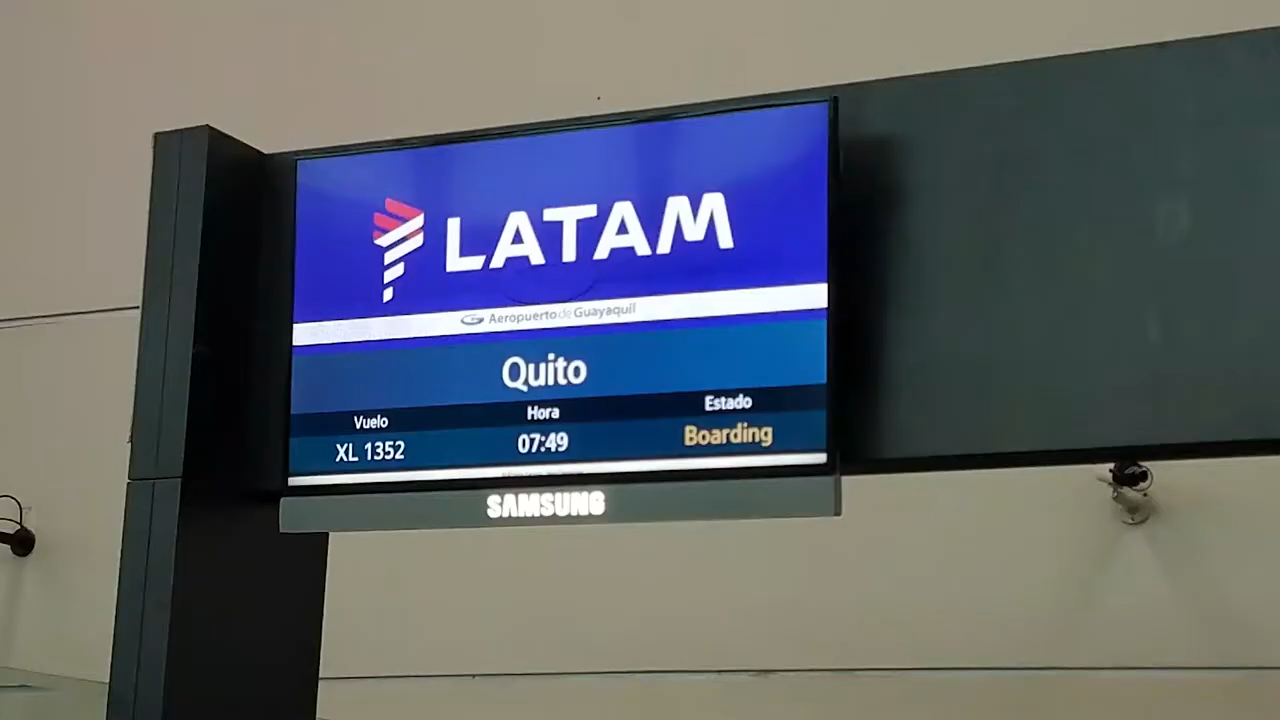 LATAM
Aeropuerto de Guayaquil
Quito
Vuelo Hora Estado
XL 1352 07:49 Boarding
SAMSUNG